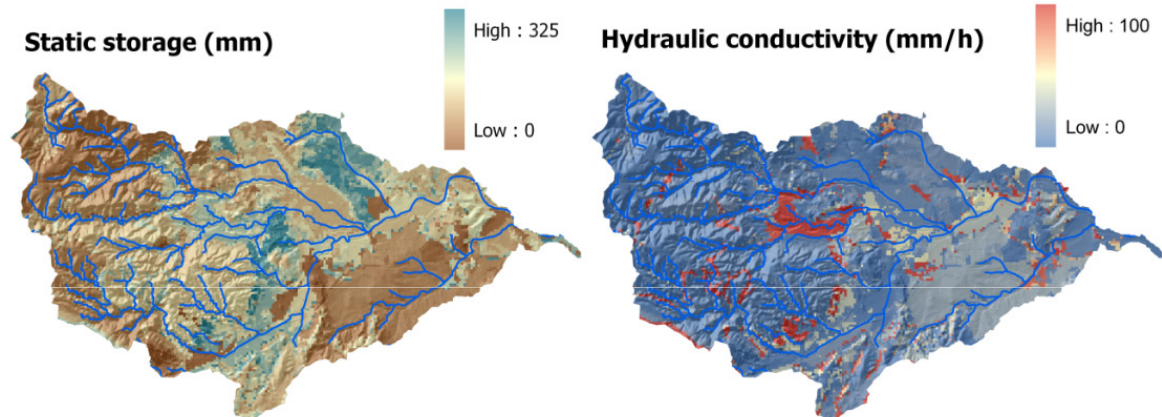 Static storage (mm)
High : 325
Low : 0
Hydraulic conductivity (mm/h)
High : 100
Low : 0